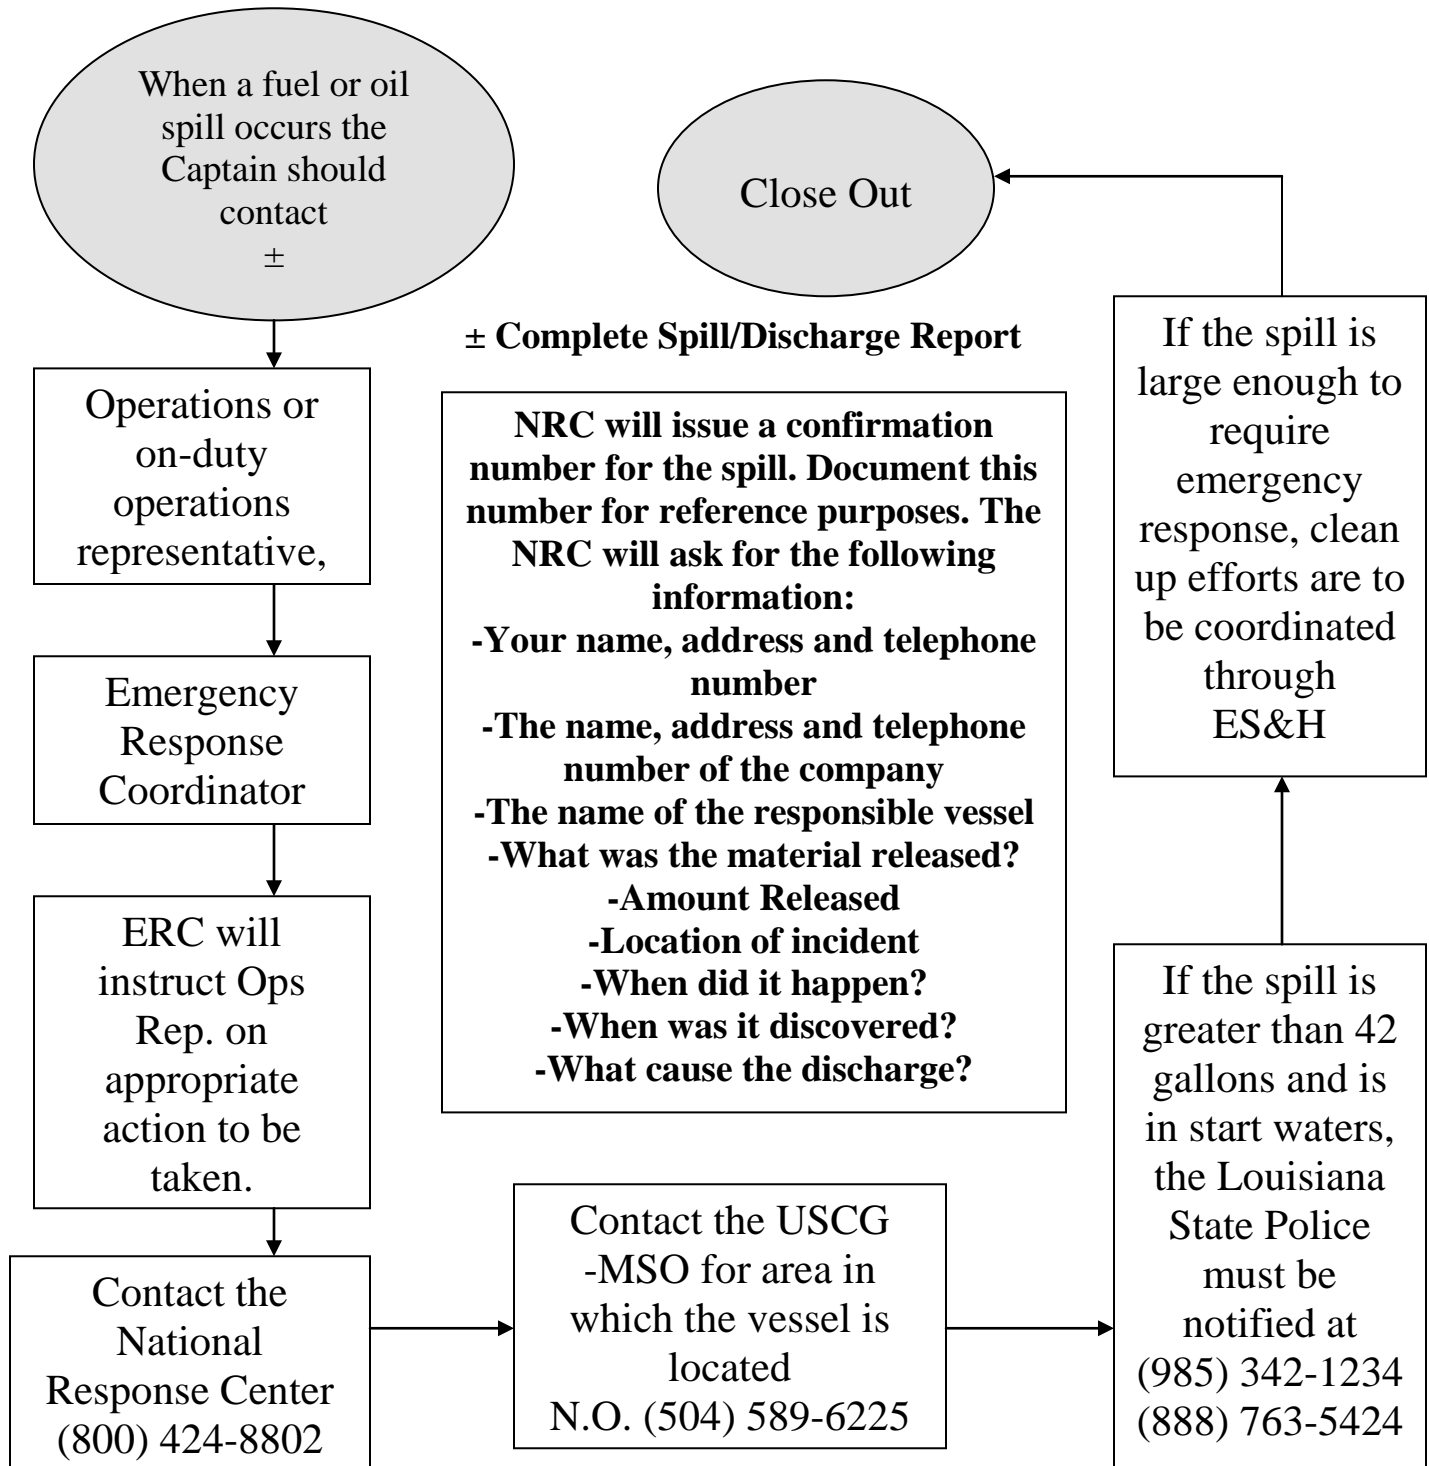 When a fuel or oil
spill occurs the
Captain should
contact
±
Operations or
on-duty
operations
representative,
Emergency
Response
Coordinator
ERC will
instruct Ops
Rep. on
appropriate
action to be
taken.
Contact the
National
Response Center
(800) 424-8802
Contact the USCG
-MSO for area in
which the vessel is
located
N.O. (504) 589-6225
If the spill is
greater than 42
gallons and is
in start waters,
the Louisiana
State Police
must be
notified at
(985) 342-1234
(888) 763-5424
If the spill is
large enough to
require
emergency
response, clean
up efforts are to
be coordinated
through
ES&H
Close Out
± Complete Spill/Discharge Report
NRC will issue a confirmation
number for the spill. Document this
number for reference purposes. The
NRC will ask for the following
information:
-Your name, address and telephone
number
-The name, address and telephone
number of the company
-The name of the responsible vessel
-What was the material released?
-Amount Released
-Location of incident
-When did it happen?
-When was it discovered?
-What cause the discharge?